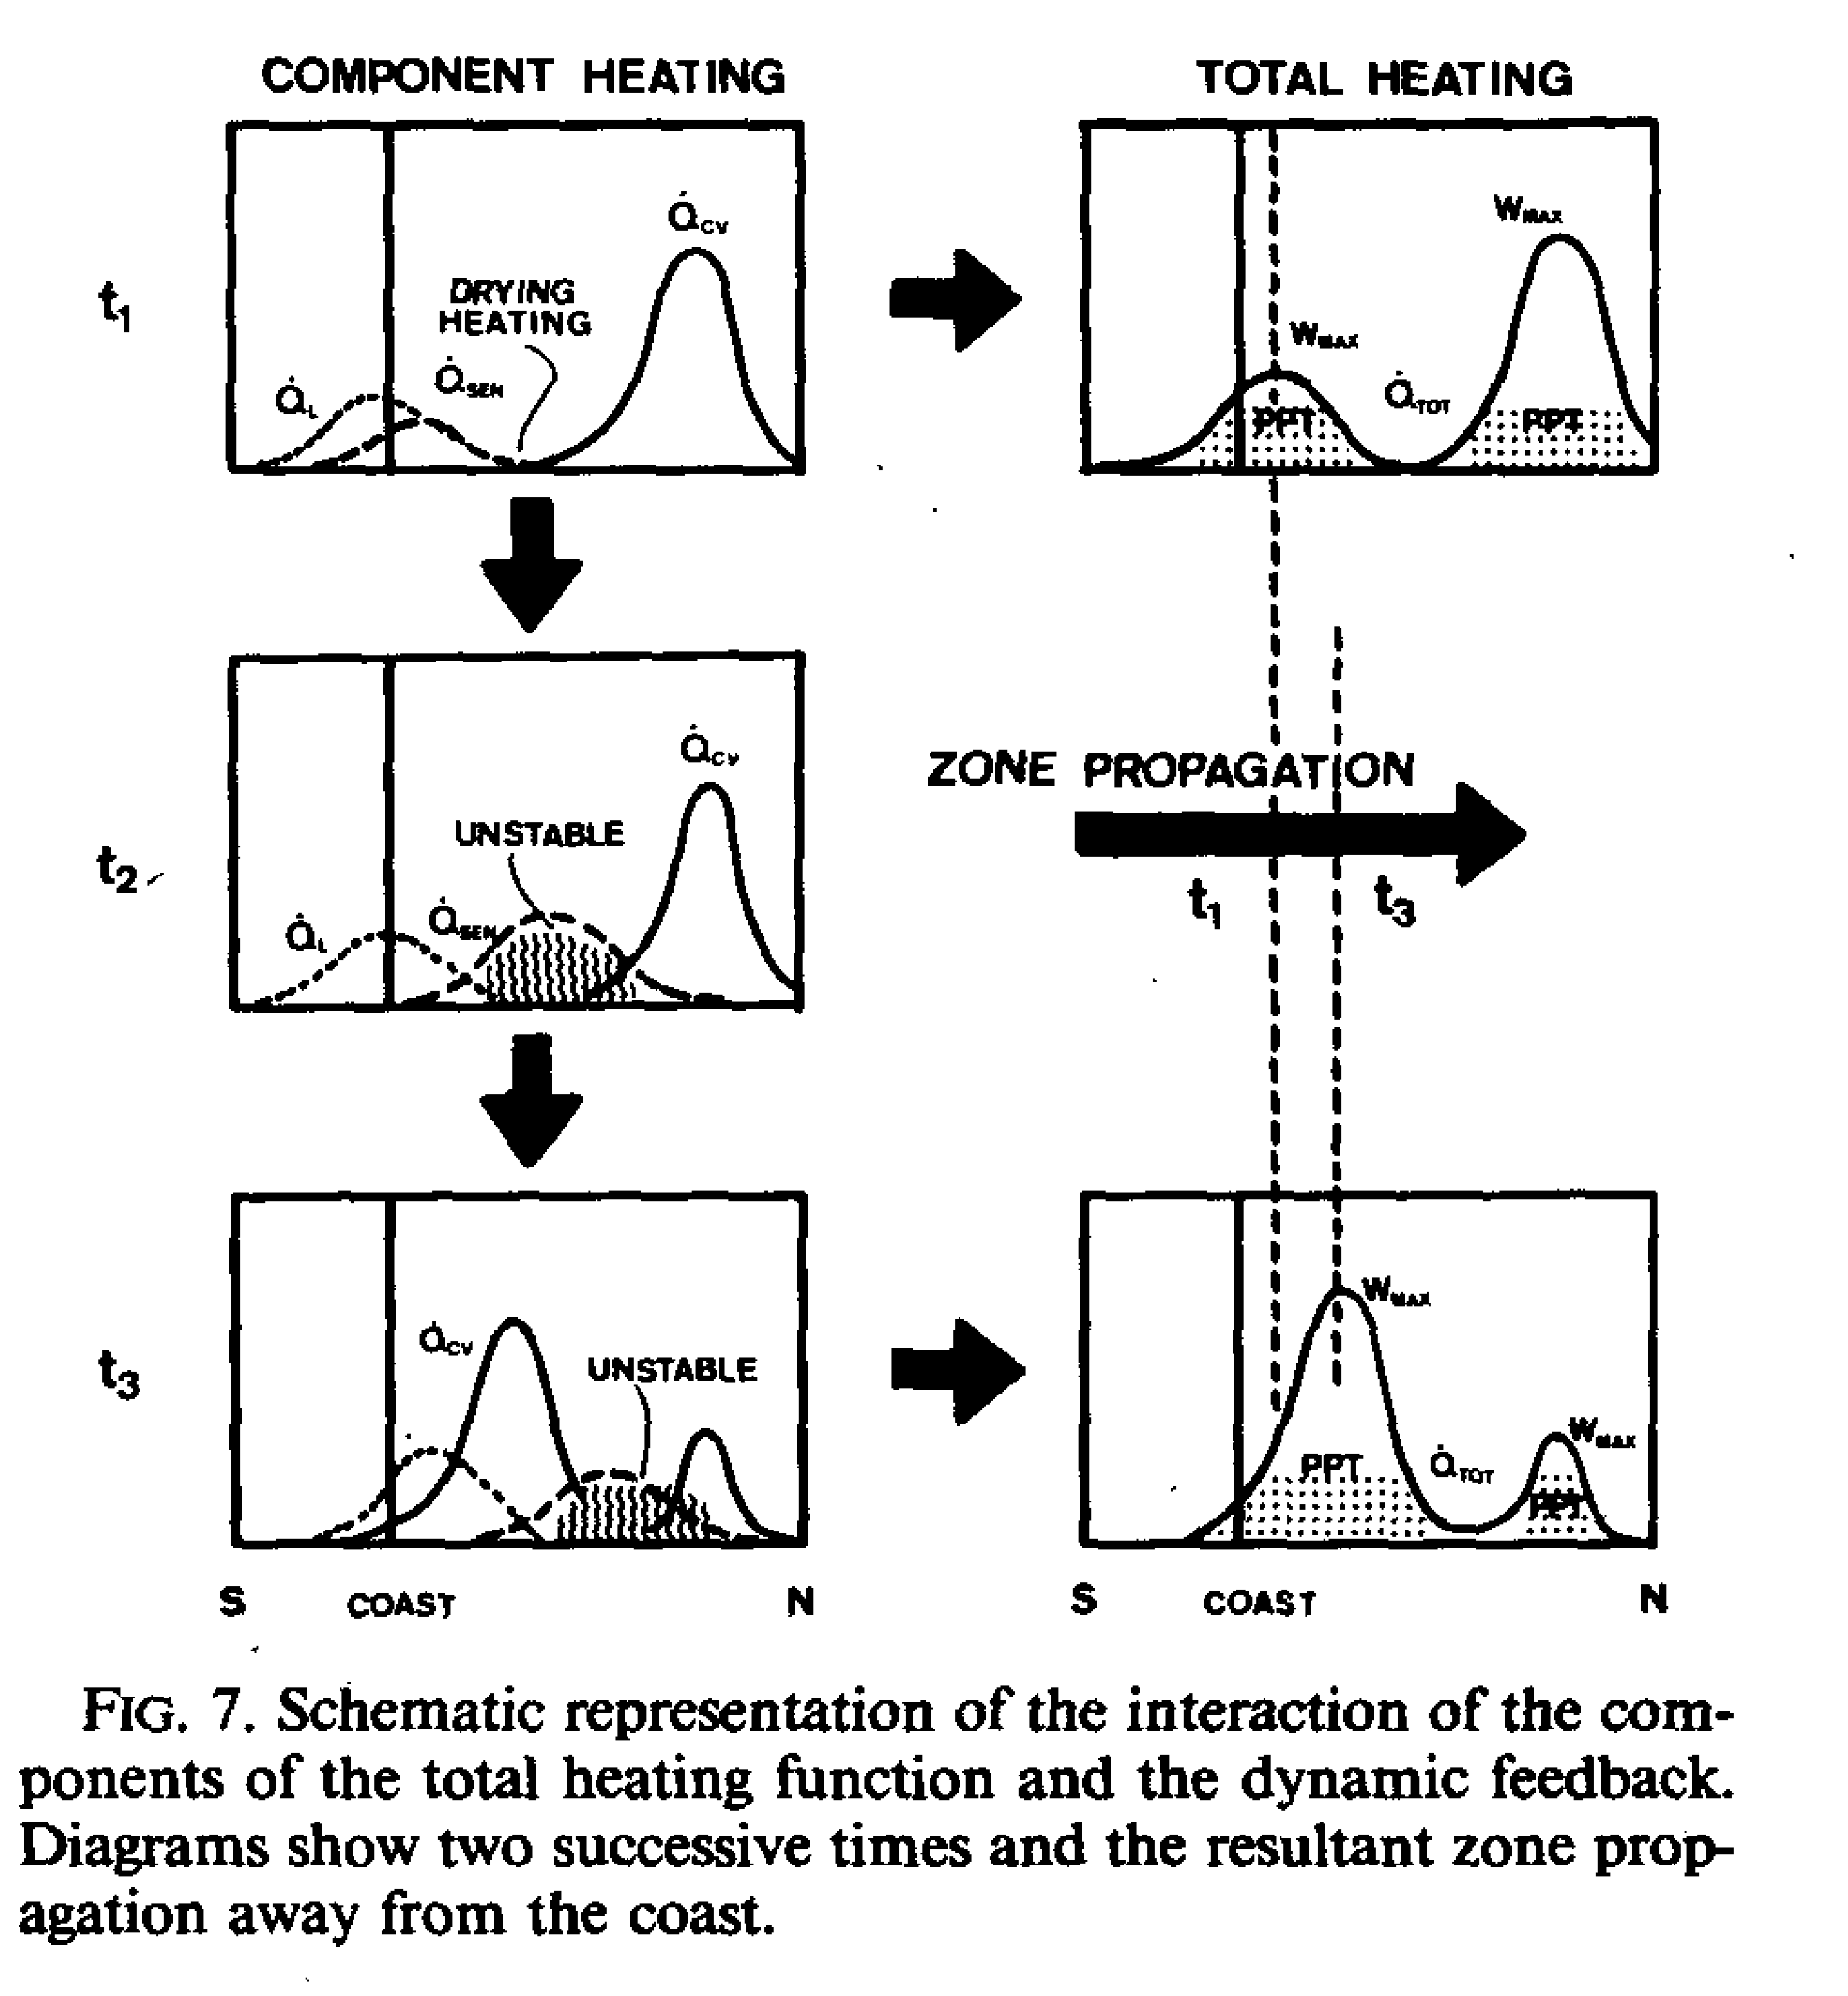 COMPONENT HEATING
TOTAL HEATING
t₁
Q̇CV
DRYING
HEATING
Q̇SEN
Q̇L
WMAX
WMAX
Q̇TOT
PPT
PPT
t₂
Q̇CV
UNSTABLE
Q̇SEN
Q̇L
ZONE PROPAGATION
t₁
t₃
t₃
Q̇CV
UNSTABLE
WMAX
WMAX
Q̇TOT
PPT
PPT
S COAST N
S COAST N
FIG. 7. Schematic representation of the interaction of the com-
ponents of the total heating function and the dynamic feedback.
Diagrams show two successive times and the resultant zone prop-
agation away from the coast.